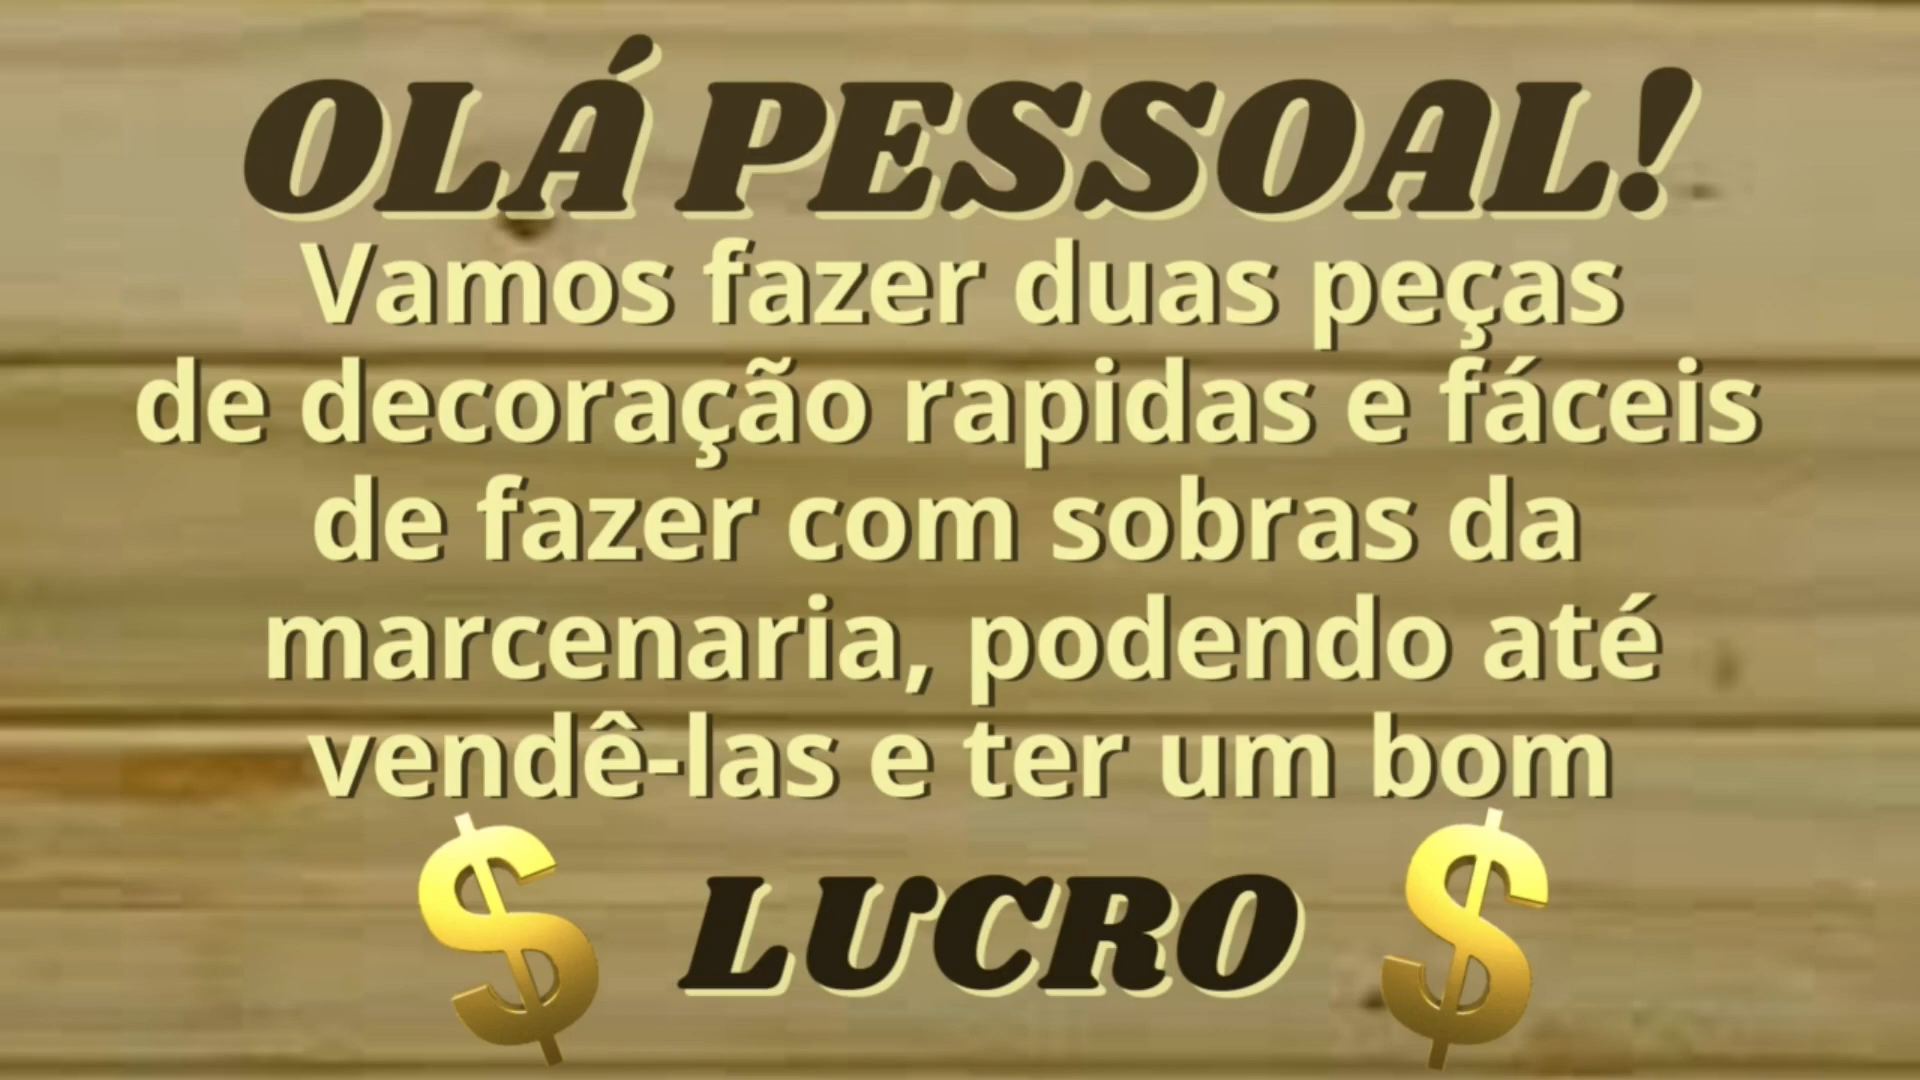 OLÁ PESSOAL!
Vamos fazer duas peças
de decoração rapidas e fáceis
de fazer com sobras da
marcenaria, podendo até
vendê-las e ter um bom
$ LUCRO $